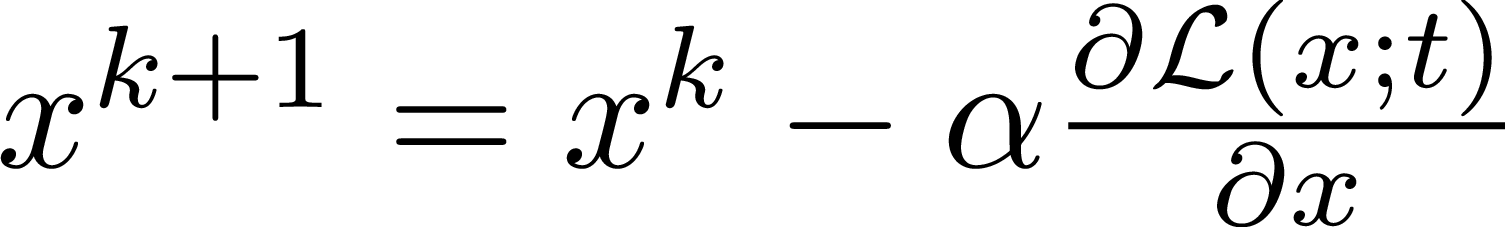 x^{k+1} = x^k - \alpha \frac{\partial \mathcal{L}(x;t)}{\partial x}